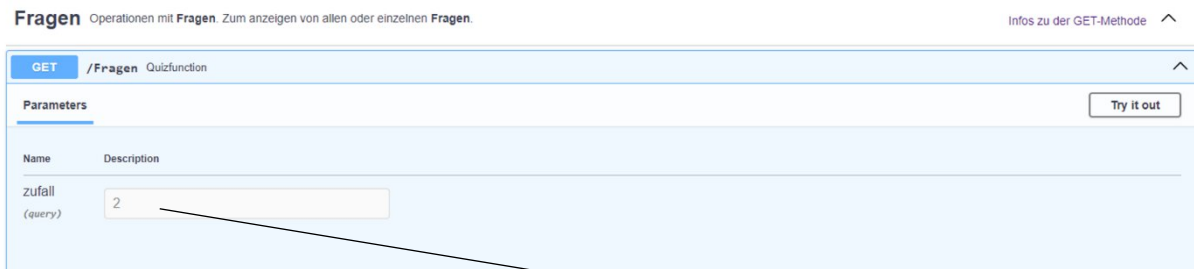 Fragen Operationen mit Fragen. Zum anzeigen von allen oder einzelnen Fragen. Infos zu der GET-Methode
GET /Fragen Quizfunction
Parameters Try it out
Name Description
zufall 2
(query)